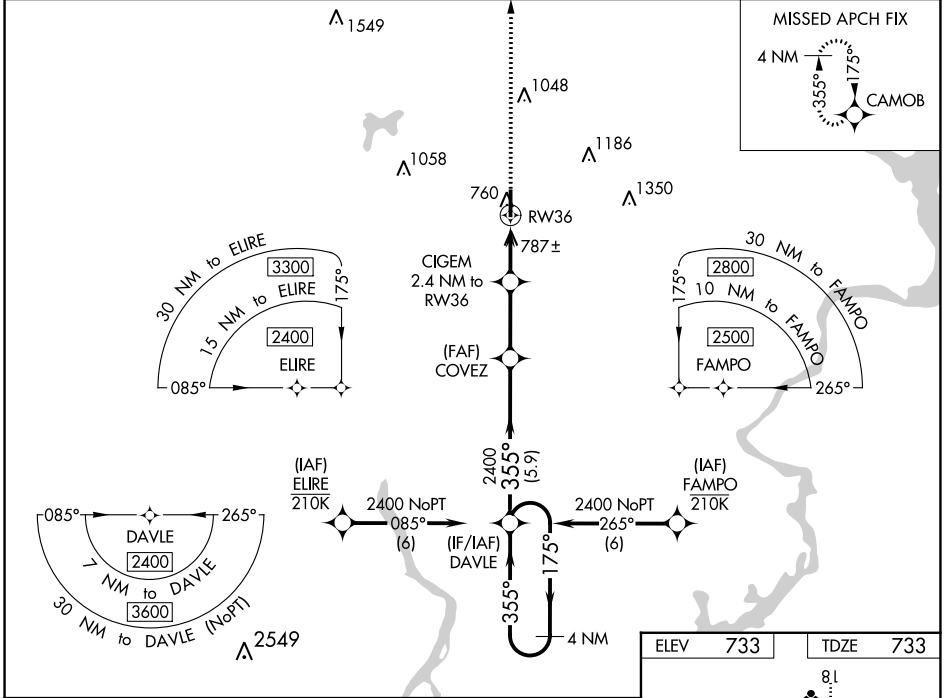 1549
1048
1058
1186
1350
760
RW36
787±
CIGEM
2.4 NM to
RW36
(FAF)
COVEZ
MISSED APCH FIX
4 NM
355°
175°
CAMOB
30 NM to ELIRE
3300
15 NM to ELIRE
2400
175°
ELIRE
085°
30 NM to FAMPO
2800
175°
10 NM to FAMPO
2500
FAMPO
265°
2400
355°
(5.9)
(IAF)
ELIRE
210K
2400 NoPT
085°
(6)
(IF/IAF)
DAVLE
2400 NoPT
265°
(6)
(IAF)
FAMPO
210K
355°
175°
4 NM
085°
265°
DAVLE
2400
7 NM to DAVLE
3600
30 NM to DAVLE (NoPT)
2549
ELEV 733
TDZE 733
18